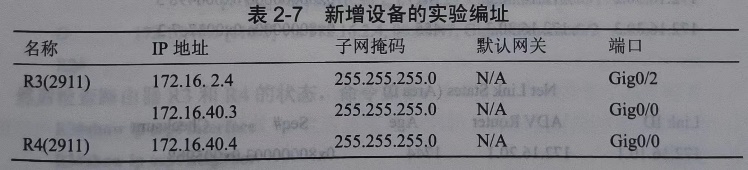 表 2-7 新增设备的实验编址
名称 IP 地址 子网掩码 默认网关 端口
R3(2911) 172.16. 2.4 255.255.255.0 N/A Gig0/2
172.16.40.3 255.255.255.0 N/A Gig0/0
R4(2911) 172.16.40.4 255.255.255.0 N/A Gig0/0